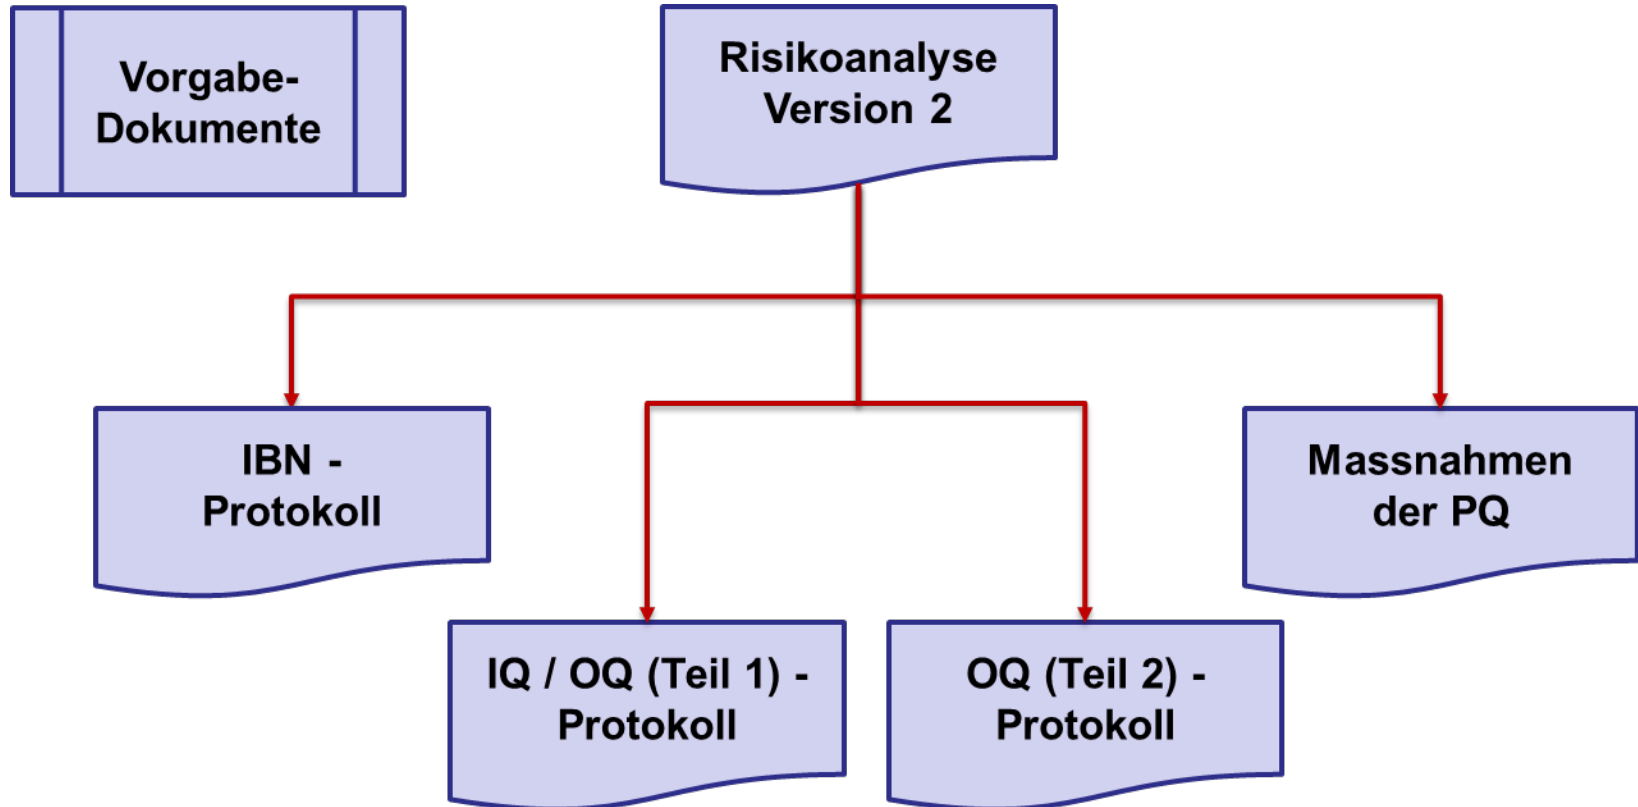 Vorgabe-
Dokumente
Risikoanalyse
Version 2
IBN -
Protokoll
Massnahmen
der PQ
IQ / OQ (Teil 1) -
Protokoll
OQ (Teil 2) -
Protokoll